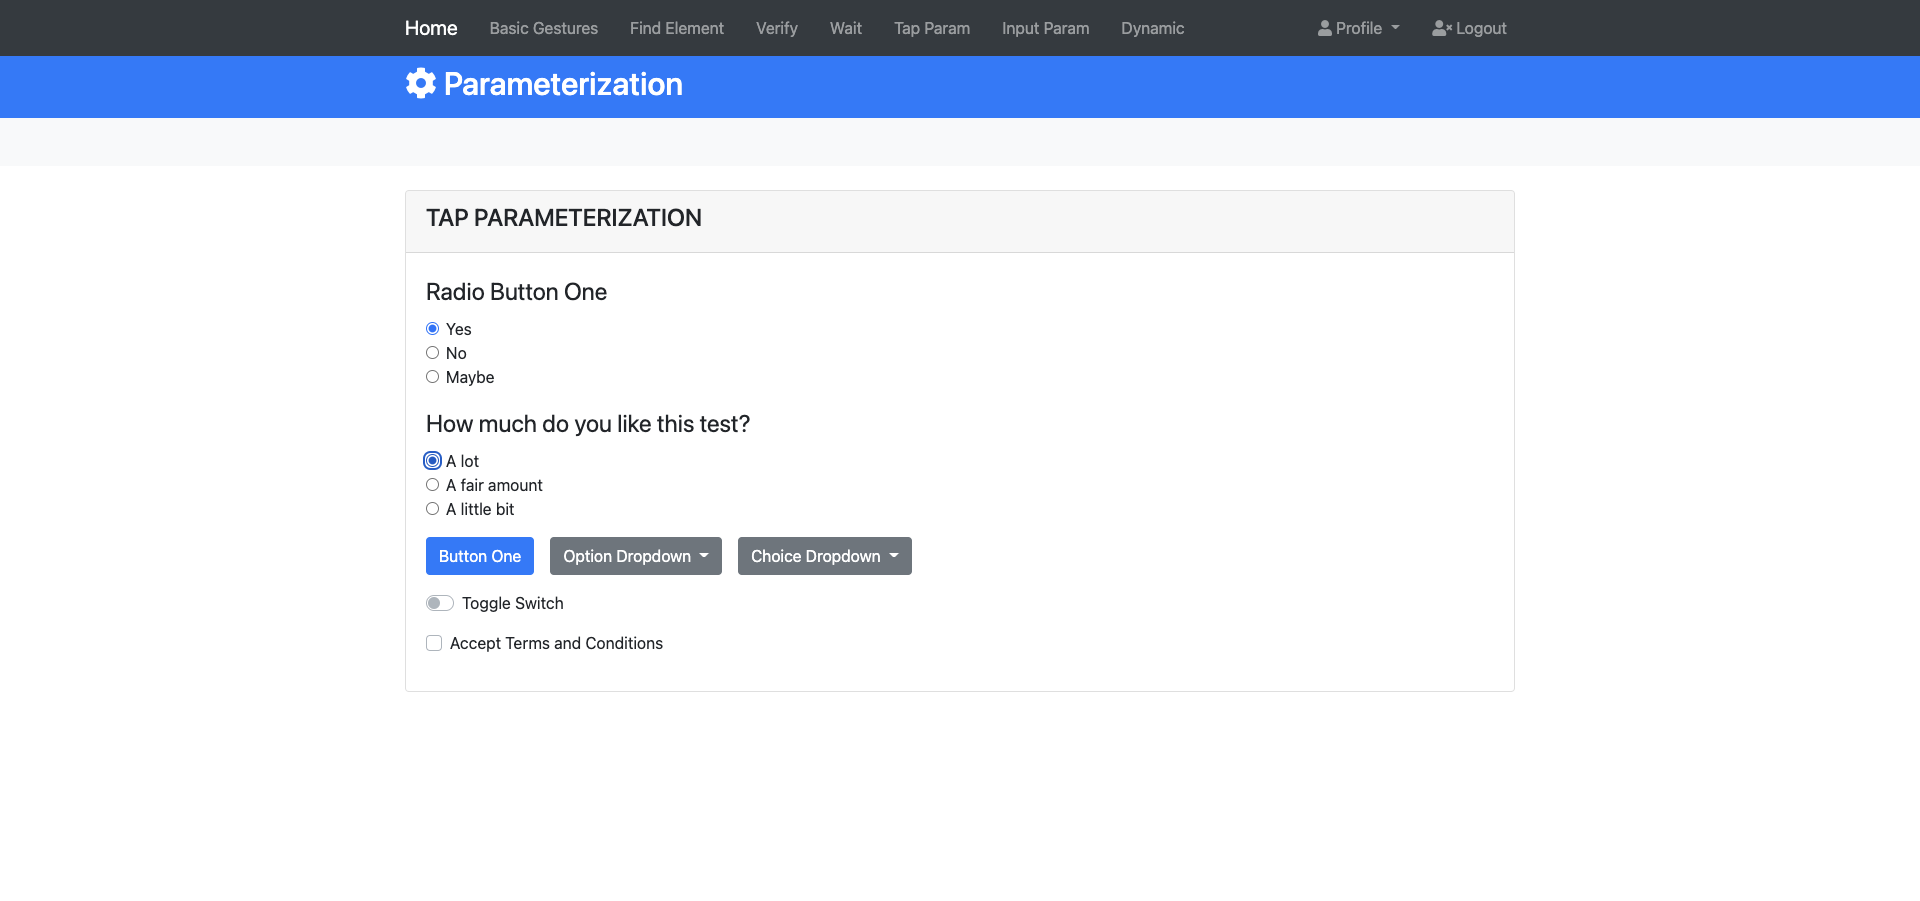 Home Basic Gestures Find Element Verify Wait Tap Param Input Param Dynamic Profile Logout
Parameterization
TAP PARAMETERIZATION
Radio Button One
Yes
No
Maybe
How much do you like this test?
A lot
A fair amount
A little bit
Button One Option Dropdown Choice Dropdown
Toggle Switch
Accept Terms and Conditions